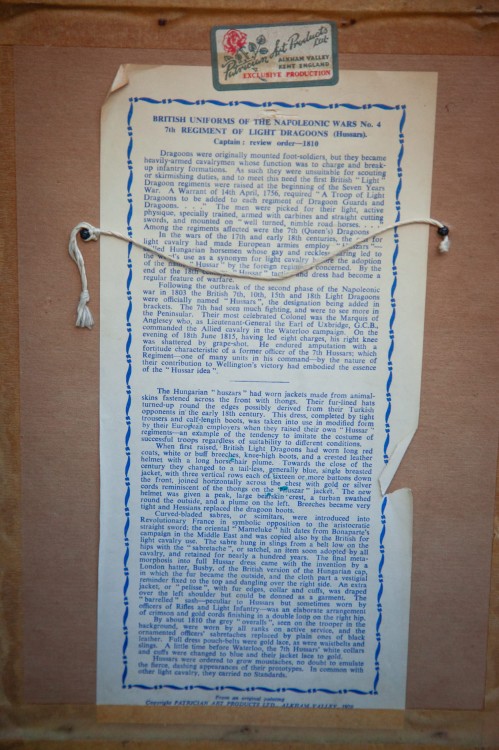 Patrician Art Products
Ltd.
ALKHAM VALLEY
KENT ENGLAND
EXCLUSIVE PRODUCTION
BRITISH UNIFORMS OF THE NAPOLEONIC WARS No. 4
7th REGIMENT OF LIGHT DRAGOONS (Hussars).
Captain: review order—1810
Dragoons were originally mounted foot-soldiers, but they became
heavily-armed cavalrymen whose function was to charge and break-
up infantry formations. As such they were unsuitable for scouting
or skirmishing duties, and to meet this need the first British "Light"
Dragoon regiments were raised at the beginning of the Seven Years
War. A Warrant of 14th April, 1756, required "A Troop of Light
Dragoons to be added to each regiment of Dragoon Guards and
Dragoons. . . ." The men were picked for their light, active
physique, specially trained, armed with carbines and straight cutting
swords, and mounted on "well turned, nimble road horses. . . .
Among the regiments affected were the 7th (Queen's) Dragoons.
In the wars of the 17th and early 18th centuries, the need for
light cavalry had made European armies employ
Hungarian horsemen whose gay and reckless daring led to
the use as a synonym for light cavalry before the adoption
of the "Hussar" by the foreign regiments concerned. By the
end of the 18th "Hussar" tactics and dress had become a
regular feature of warfare.
Following the outbreak of the second phase of the Napoleonic
war in 1803 the British 7th, 10th, 15th and 18th Light Dragoons
were officially named "Hussars", the designation being added in
brackets. The 7th had seen much fighting, and were to see more in
the Peninsular. Their most celebrated Colonel was the Marquis of
Anglesey who, as Lieutenant-General the Earl of Uxbridge, G.C.B.,
commanded the Allied cavalry in the Waterloo campaign. On the
evening of 18th June 1815, having led eight charges, his right knee
was shattered by grape-shot. He endured amputation with a
fortitude characteristic of a former officer of the 7th Hussars; which
Regiment—one of many units in his command—by the nature of
their contribution to Wellington's victory had embodied the essence
of the "Hussar idea".
The Hungarian "huszars" had worn jackets made from animal-
skins fastened across the front with thongs. Their fur-lined hats
turned-up round the edges possibly derived from their Turkish
opponents in the early 18th century. This dress, completed by tight
trousers and calf-length boots, was taken into use in modified form
by their European employers when they raised their own "Hussar"
regiments—an example of the tendency to imitate the costume of
successful troops regardless of suitability to different conditions.
When first raised, British Light Dragoons had worn long red
coats, white or buff breeches, knee-high boots, and a crested leather
helmet with a long horse-hair plume. Towards the close of the
century they changed to a tail-less, generally blue, single breasted
jacket, with three vertical rows each of sixteen or more buttons down
the front, joined horizontally across the chest with gold or silver
cords reminiscent of the thongs on the "huszar" jacket. The new
helmet was given a peak, large bearskin crest, a turban swathed
round the outside, and a plume on the left. Breeches became very
tight and Hessians replaced the dragoon boots.
Curved-bladed sabres, or scimitars, were introduced into
Revolutionary France in symbolic opposition to the aristocratic
straight sword; the oriental "Mameluke" hilt dates from Bonaparte's
campaign in the Middle East and was copied also by the British for
light cavalry use. The sabre hung in slings from a belt low on the
hips with the "sabretache", or satchel, an item soon adopted by all
cavalry, and retained for nearly a hundred years. The final meta-
morphosis into full Hussar dress came with the invention by a
London hatter, Busby, of the British version of the Hungarian cap,
in which the fur became the outside, and the cloth part a vestigial
reminder fixed to the top and dangling over the right side. An extra
jacket, or "pelisse", with fur edges, collar and cuffs, was draped
over the left shoulder but could be donned as a garment. The
"barrelled" sash—peculiar to Hussars but sometimes worn by
officers of Rifles and Light Infantry—was an elaborate arrangement
of crimson and gold cords finishing in a double loop on the right hip.
By about 1810 the grey "overalls", seen on the trooper in the
background, were worn by all ranks on active service, and the
ornamented officers' sabretaches replaced by plain ones of black
leather. Full dress pouch-belts were gold lace, as were waistbelts and
slings. A little time before Waterloo, the 7th Hussars' white collars
and cuffs were changed to blue and their jacket lace to gold.
Hussars were ordered to grow moustaches, no doubt to emulate
the fierce, dashing appearances of their prototypes. In common with
other light cavalry, they carried no Standards.
From an original painting
Copyright PATRICIAN ART PRODUCTS LTD., ALKHAM VALLEY,